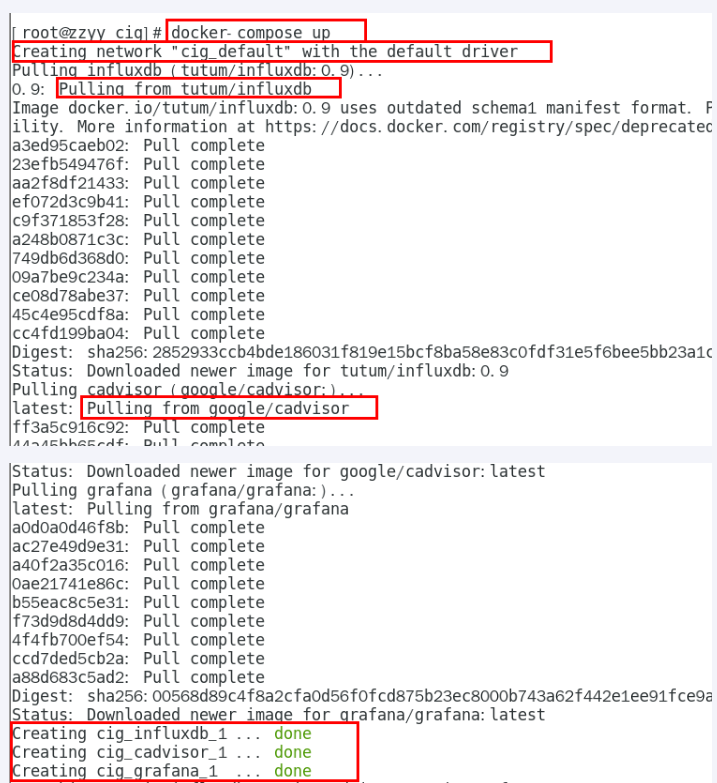 [root@zzyy cig]# docker-compose up
Creating network "cig_default" with the default driver
Pulling influxdb (tutum/influxdb:0.9)...
0.9: Pulling from tutum/influxdb
Image docker.io/tutum/influxdb:0.9 uses outdated schema1 manifest format. P
ility. More information at https://docs.docker.com/registry/spec/deprecated
a3ed95caeb02: Pull complete
23efb549476f: Pull complete
aa2f8df21433: Pull complete
ef072d3c9b41: Pull complete
c9f371853f28: Pull complete
a248b0871c3c: Pull complete
749db6d368d0: Pull complete
09a7be9c234a: Pull complete
ce08d78abe37: Pull complete
45c4e95cdf8a: Pull complete
cc4fd199ba04: Pull complete
Digest: sha256:2852933ccb4bde186031f819e15bcf8ba58e83c0fdf31e5f6bee5bb23a1c
Status: Downloaded newer image for tutum/influxdb:0.9
Pulling cadvisor (google/cadvisor:)...
latest: Pulling from google/cadvisor
ff3a5c916c92: Pull complete
44a45bb65cdf: Pull complete
Status: Downloaded newer image for google/cadvisor:latest
Pulling grafana (grafana/grafana:)...
latest: Pulling from grafana/grafana
a0d0a0d46f8b: Pull complete
ac27e49d9e31: Pull complete
a40f2a35c016: Pull complete
0ae21741e86c: Pull complete
b55eac8c5e31: Pull complete
f73d9d8d4dd9: Pull complete
4f4fb700ef54: Pull complete
ccd7ded5cb2a: Pull complete
a88d683c5ad2: Pull complete
Digest: sha256:00568d89c4f8a2cfa0d56f0fcd875b23ec8000b743a62f442e1ee91fce9a
Status: Downloaded newer image for grafana/grafana:latest
Creating cig_influxdb_1 ... done
Creating cig_cadvisor_1 ... done
Creating cig_grafana_1 ... done